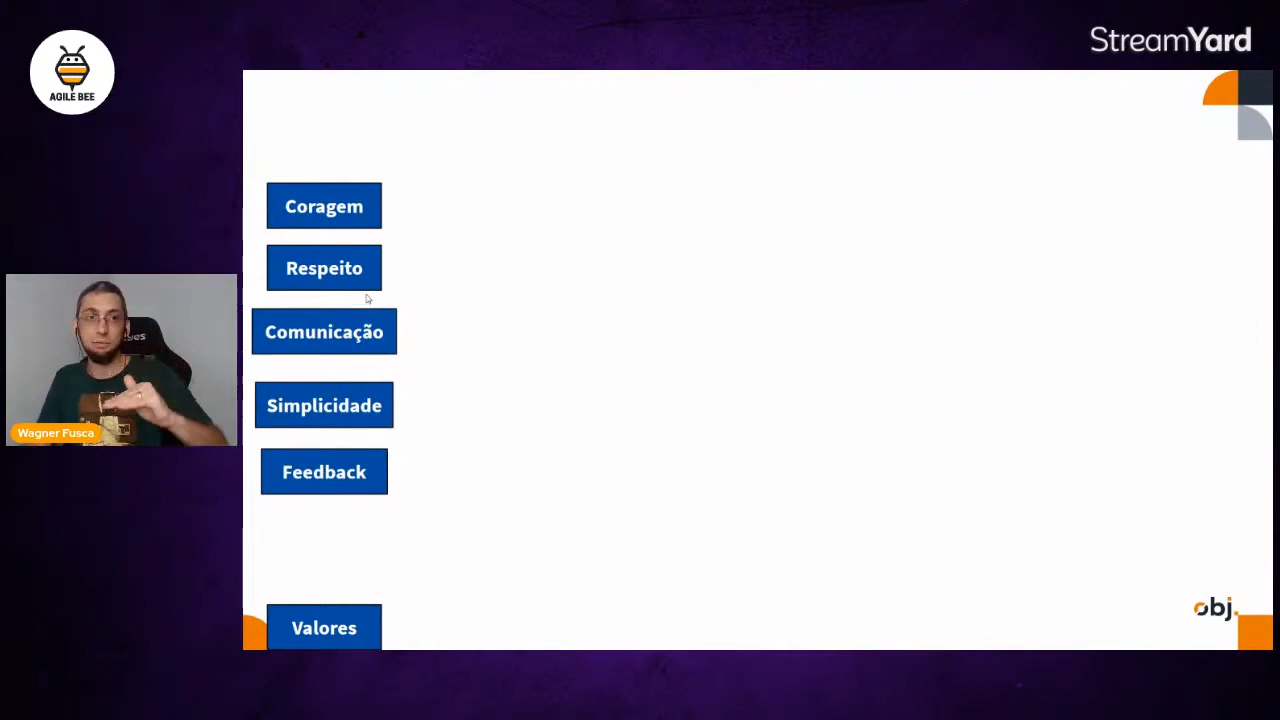 AGILE BEE
StreamYard
Coragem
Respeito
Comunicação
Simplicidade
Feedback
Wagner Fusca
obj.
Valores